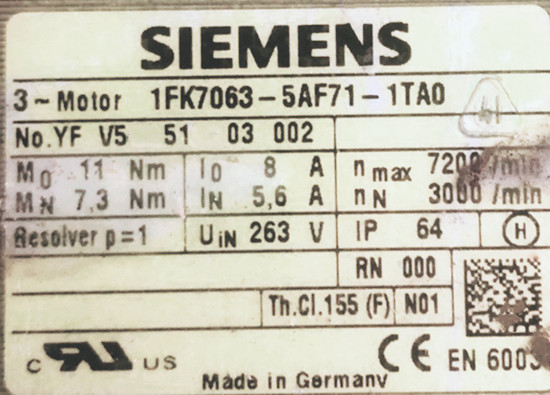 SIEMENS
3~Motor 1FK7063-5AF71-1TA0
No.YF V5 51 03 002
M0 11 Nm I0 8 A n max 7200 /min
MN 7,3 Nm IN 5,6 A nN 3000 /min
Resolver p=1 UIN 263 V IP 64 H
RN 000
Th.Cl.155 (F) N01
C US CE EN
Made in Germany